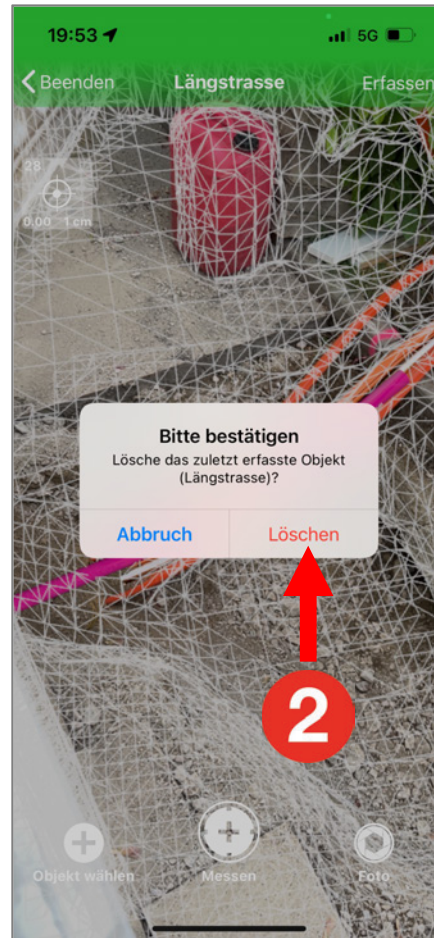 19:53
5G
Beenden Längstrasse Erfassen
28
0.00 1 cm
Bitte bestätigen
Lösche das zuletzt erfasste Objekt
(Längstrasse)?
Abbruch Löschen
2
Objekt wählen Messen Foto